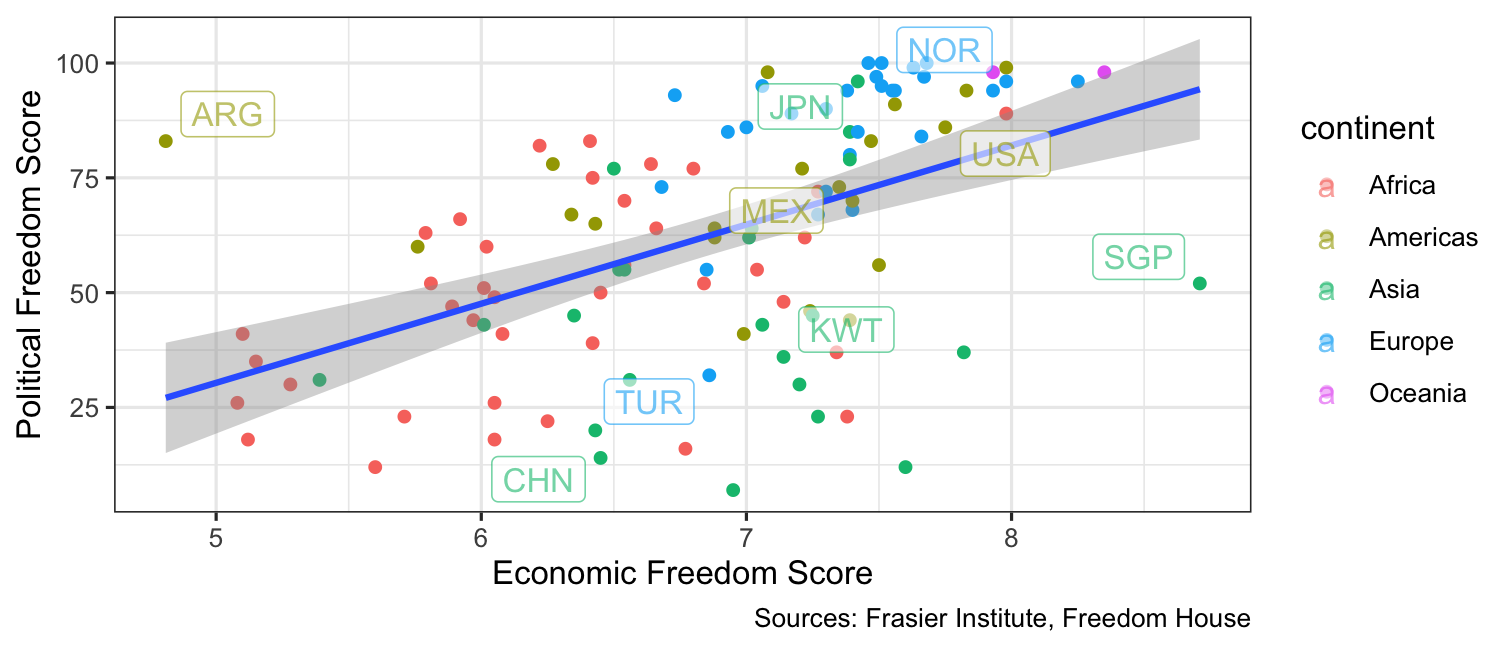 NOR
100
ARG
JPN
75
USA
MEX
SGP
50
KWT
25
TUR
CHN
5 6 7 8
Political Freedom Score
Economic Freedom Score
Sources: Frasier Institute, Freedom House
continent
a Africa
a Americas
a Asia
a Europe
a Oceania